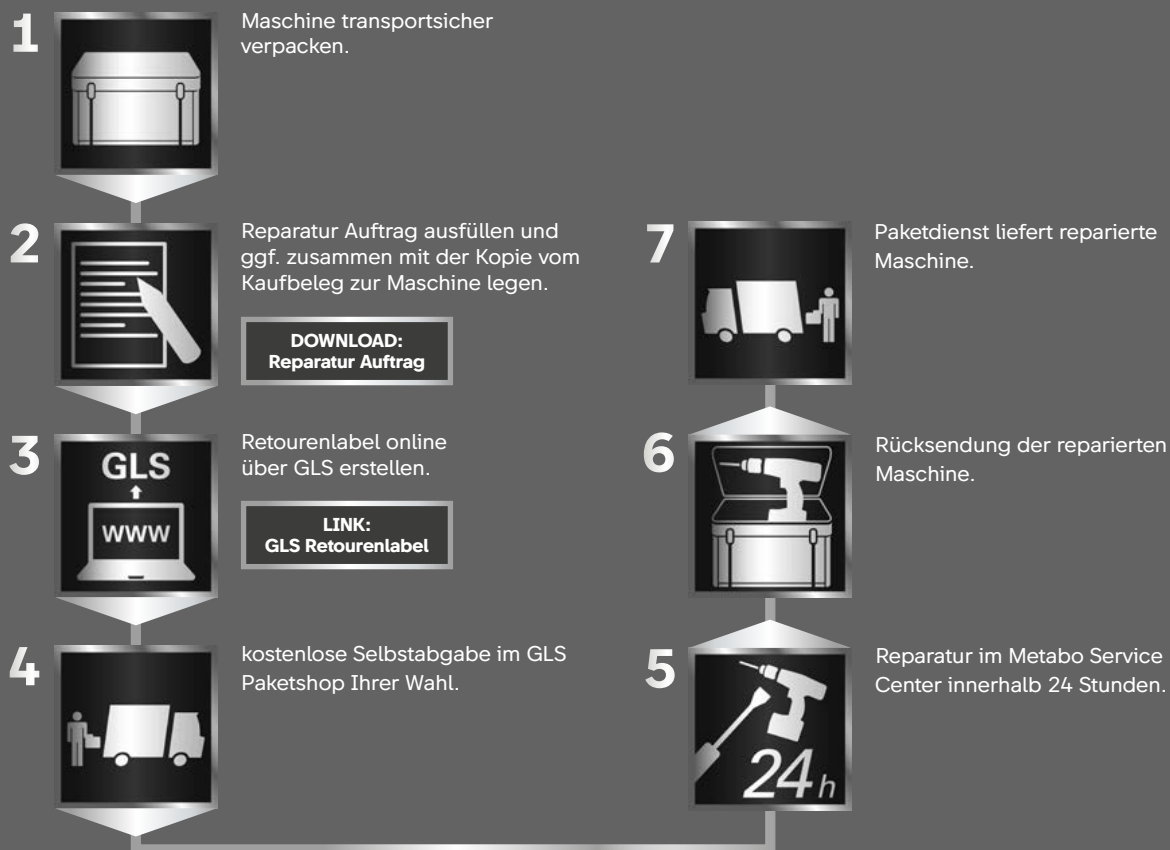 1
Maschine transportsicher
verpacken.
2
Reparatur Auftrag ausfüllen und
ggf. zusammen mit der Kopie vom
Kaufbeleg zur Maschine legen.
DOWNLOAD:
Reparatur Auftrag
3
GLS
WWW
Retourenlabel online
über GLS erstellen.
LINK:
GLS Retourenlabel
4
kostenlose Selbstabgabe im GLS
Paketshop Ihrer Wahl.
5
24h
Reparatur im Metabo Service
Center innerhalb 24 Stunden.
6
Rücksendung der reparierten
Maschine.
7
Paketdienst liefert reparierte
Maschine.